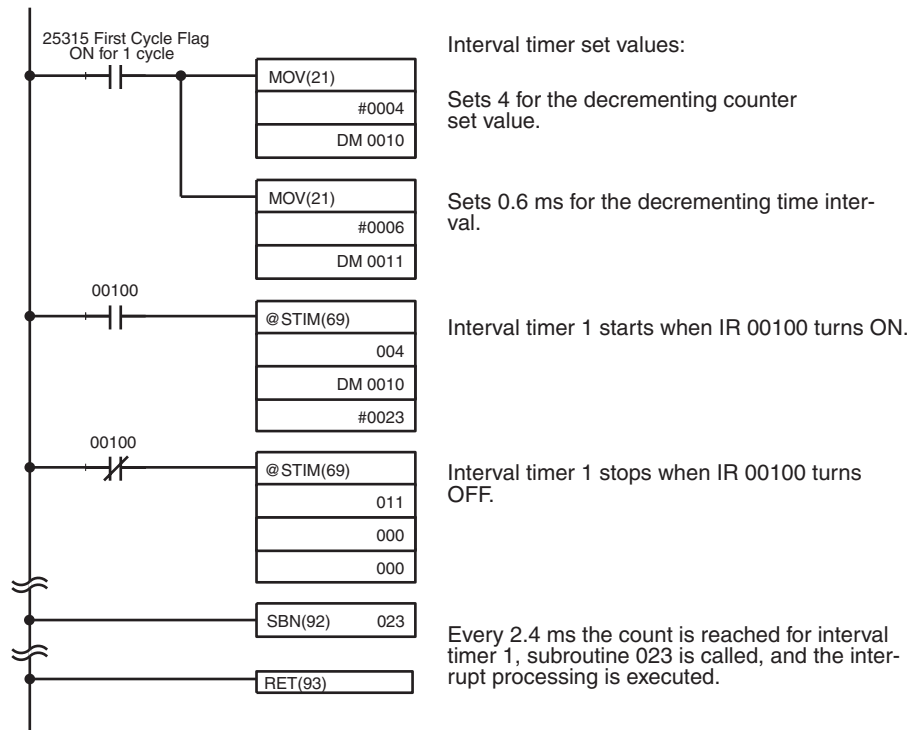 25315 First Cycle Flag
ON for 1 cycle
MOV(21)
#0004
DM 0010
Interval timer set values:
Sets 4 for the decrementing counter
set value.
MOV(21)
#0006
DM 0011
Sets 0.6 ms for the decrementing time inter-
val.
00100
@STIM(69)
004
DM 0010
#0023
Interval timer 1 starts when IR 00100 turns ON.
00100
@STIM(69)
011
000
000
Interval timer 1 stops when IR 00100 turns
OFF.
SBN(92) 023
RET(93)
Every 2.4 ms the count is reached for interval
timer 1, subroutine 023 is called, and the inter-
rupt processing is executed.